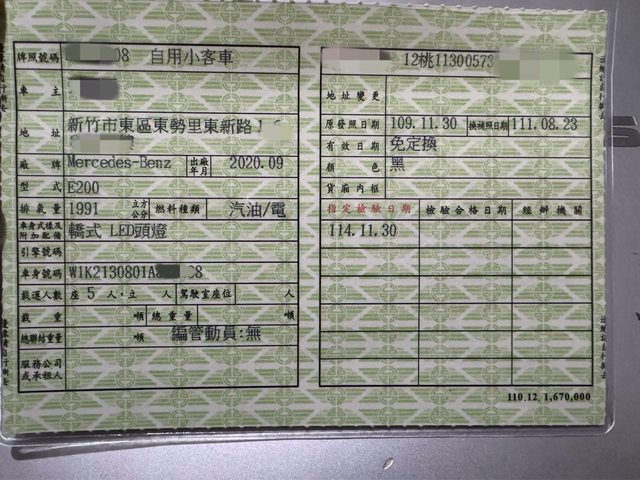 牌照號碼 08 自用小客車
車主
地址 新竹市東區東勢里東新路1
廠牌 Mercedes-Benz 出廠年月 2020.09
型式 E200
排氣量 1991 立方公分 燃料種類 汽油/電
車身式樣及附加配備 轎式 LED頭燈
引擎號碼
車身號碼 W1K2130801A 08
載運人數 座5人,立 人 駕駛室座位 人
載重 噸 總重量 噸
總聯結重量 噸 編管動員:無
服務公司或承租人
12桃11300573
地址變更
原發照日期 109.11.30 換補照日期 111.08.23
有效日期 免定換
顏色 黑
貨廂內框
指定檢驗日期 檢驗合格日期 經辦機關
114.11.30
110.12. 1,670,000